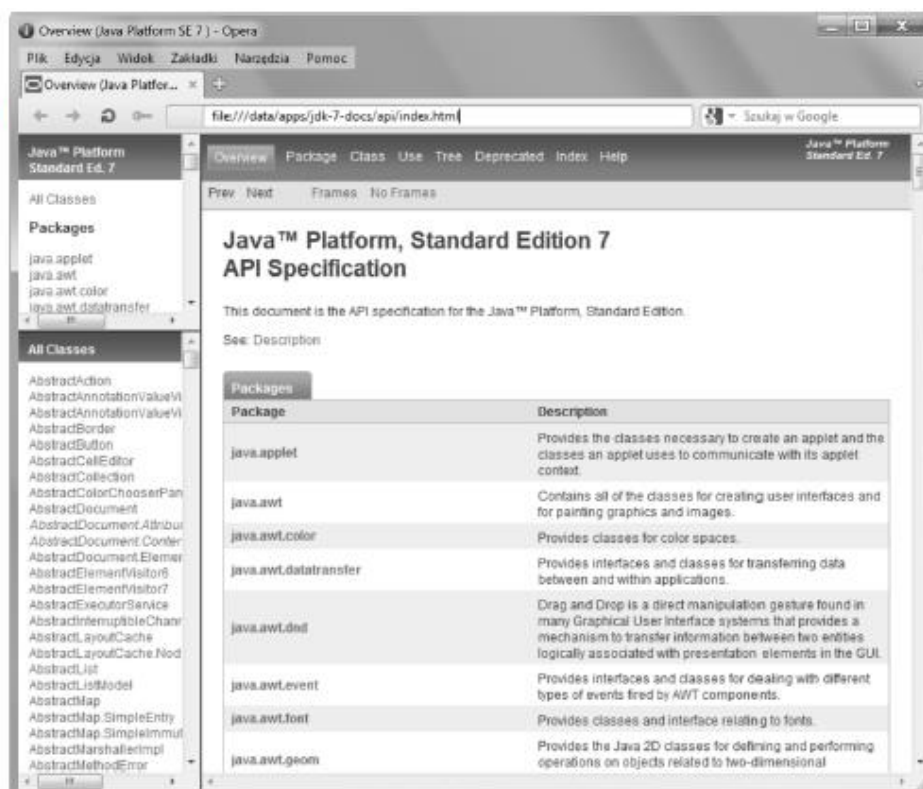 Overview (Java Platform SE 7 ) - Opera
Plik Edycja Widok Zakładki Narzędzia Pomoc
Overview (Java Platfor...
file:///data/apps/jdk-7-docs/api/index.html
Szukaj w Google
Java™ Platform
Standard Ed. 7
All Classes
Packages
java.applet
java.awt
java.awt.color
java.awt.datatransfer
All Classes
AbstractAction
AbstractAnnotationValueVi
AbstractAnnotationValueVi
AbstractBorder
AbstractButton
AbstractCellEditor
AbstractCollection
AbstractColorChooserPan
AbstractDocument
AbstractDocument.Attribu
AbstractDocument.Conter
AbstractDocument.Elemer
AbstractElementVisitor6
AbstractElementVisitor7
AbstractExecutorService
AbstractInterruptibleChanr
AbstractLayoutCache
AbstractLayoutCache.Nod
AbstractList
AbstractListModel
AbstractMap
AbstractMap.SimpleEntry
AbstractMap.SimpleImmut
AbstractMarshallerImpl
AbstractMethodError
Overview Package Class Use Tree Deprecated Index Help
Java™ Platform
Standard Ed. 7
Prev Next Frames No Frames
Java™ Platform, Standard Edition 7
API Specification
This document is the API specification for the Java™ Platform, Standard Edition.
See: Description
Packages
Package Description
java.applet
Provides the classes necessary to create an applet and the
classes an applet uses to communicate with its applet
context.
java.awt
Contains all of the classes for creating user interfaces and
for painting graphics and images.
java.awt.color
Provides classes for color spaces.
java.awt.datatransfer
Provides interfaces and classes for transferring data
between and within applications.
java.awt.dnd
Drag and Drop is a direct manipulation gesture found in
many Graphical User Interface systems that provides a
mechanism to transfer information between two entities
logically associated with presentation elements in the GUI.
java.awt.event
Provides interfaces and classes for dealing with different
types of events fired by AWT components.
java.awt.font
Provides classes and interface relating to fonts.
java.awt.geom
Provides the Java 2D classes for defining and performing
operations on objects related to two-dimensional